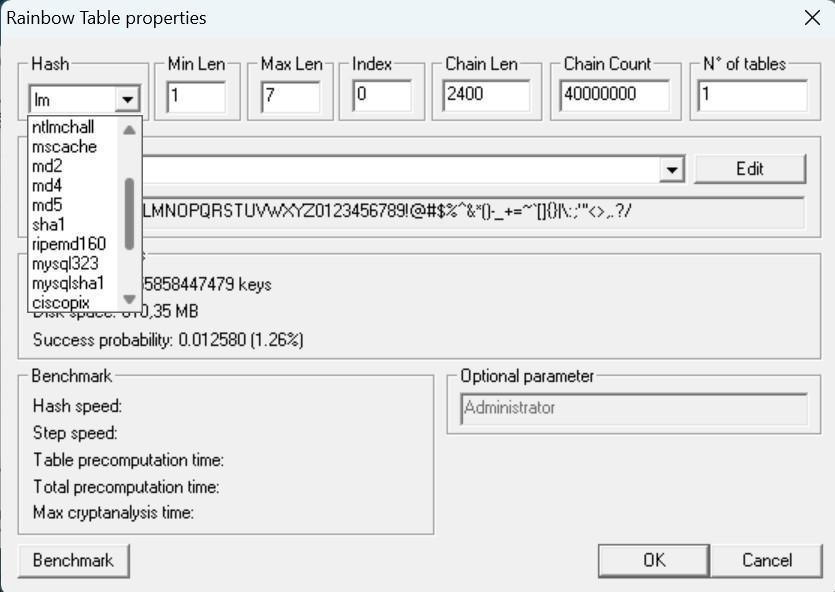 Rainbow Table properties
Hash
Min Len
Max Len
Index
Chain Len
Chain Count
N° of tables
lm
1
7
0
2400
40000000
1
ntlmchall
mscache
md2
md4
md5
sha1
ripemd160
mysql323
mysqlsha1
ciscopix
Edit
LMNOPQRSTUVWXYZ0123456789!@#$%^&*()-_+=~`[]{}|\:;'"<>,.?/
5858447479 keys
Disk space: 610,35 MB
Success probability: 0.012580 (1.26%)
Benchmark
Hash speed:
Step speed:
Table precomputation time:
Total precomputation time:
Max cryptanalysis time:
Optional parameter
Administrator
Benchmark
OK
Cancel